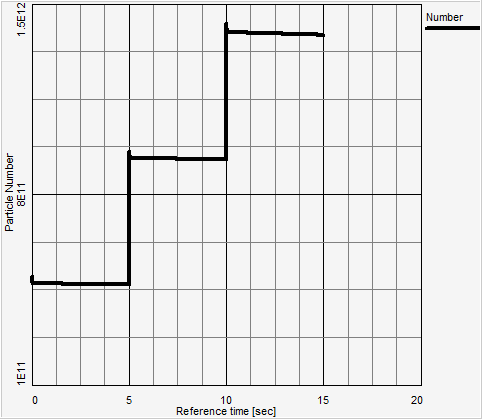 Number
1.5E12
8E11
1E11
Particle Number
0 5 10 15 20
Reference time [sec]